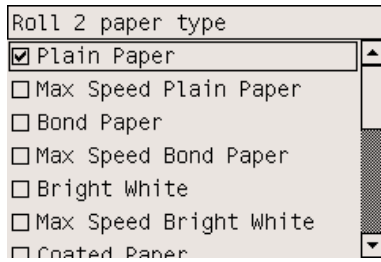 Roll 2 paper type
Plain Paper
Max Speed Plain Paper
Bond Paper
Max Speed Bond Paper
Bright White
Max Speed Bright White
Coated Paper